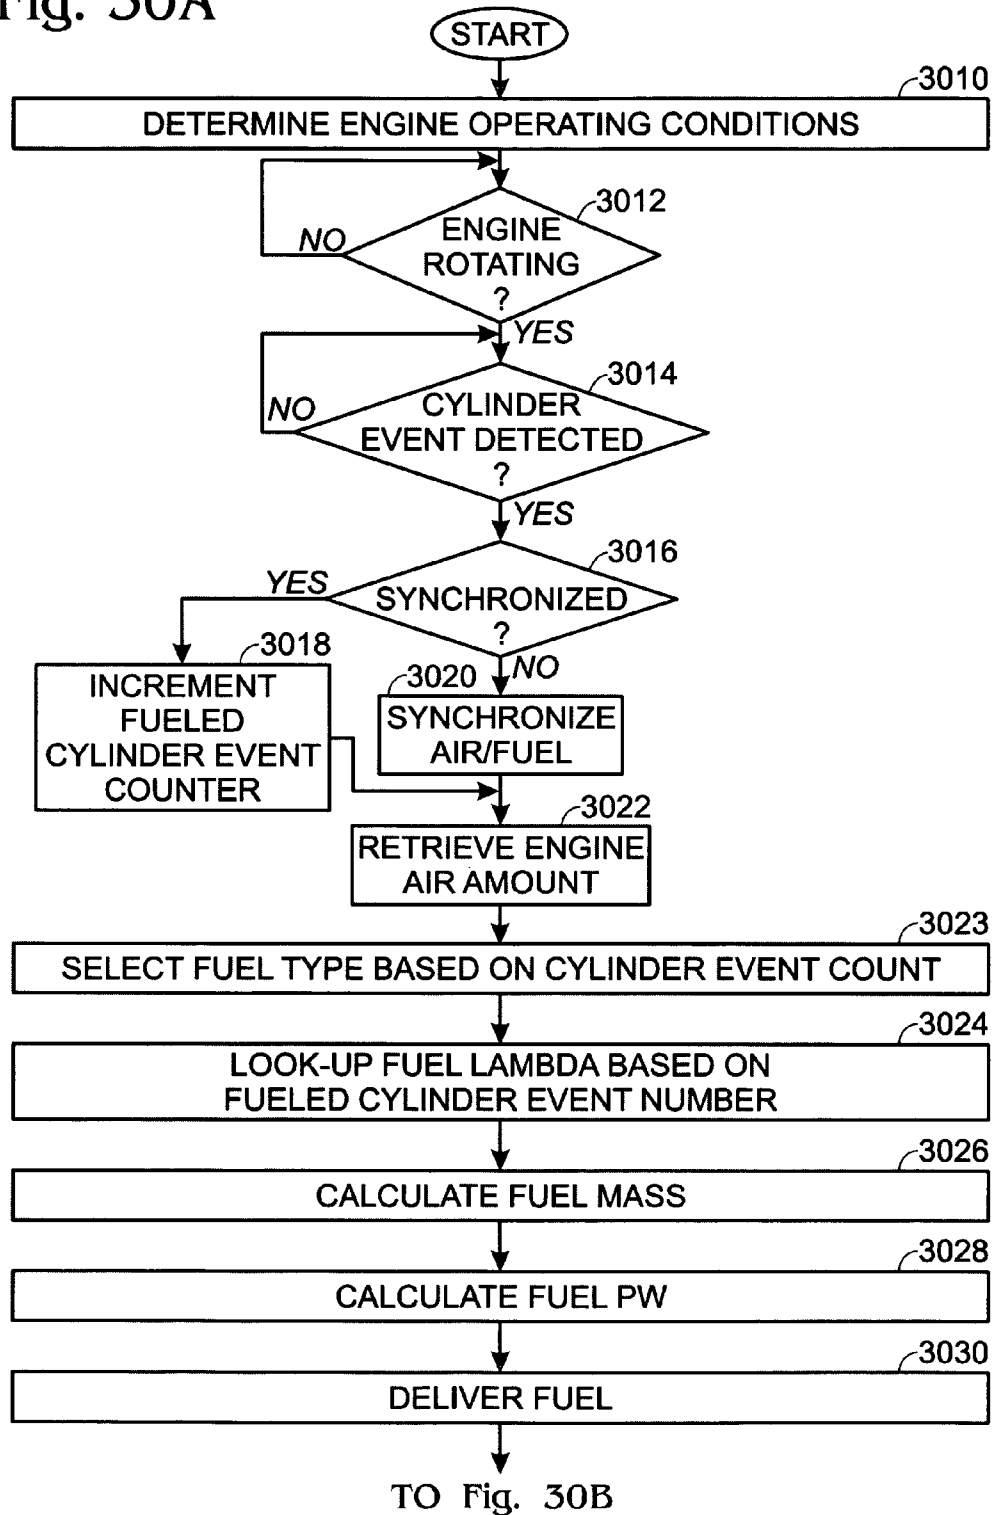 Fig. 30A
START
3010
DETERMINE ENGINE OPERATING CONDITIONS
3012
ENGINE
ROTATING
?
NO
YES
3014
CYLINDER
EVENT DETECTED
?
NO
YES
3016
SYNCHRONIZED
?
YES
NO
3018
INCREMENT
FUELED
CYLINDER EVENT
COUNTER
3020
SYNCHRONIZE
AIR/FUEL
3022
RETRIEVE ENGINE
AIR AMOUNT
3023
SELECT FUEL TYPE BASED ON CYLINDER EVENT COUNT
3024
LOOK-UP FUEL LAMBDA BASED ON
FUELED CYLINDER EVENT NUMBER
3026
CALCULATE FUEL MASS
3028
CALCULATE FUEL PW
3030
DELIVER FUEL
TO Fig. 30B